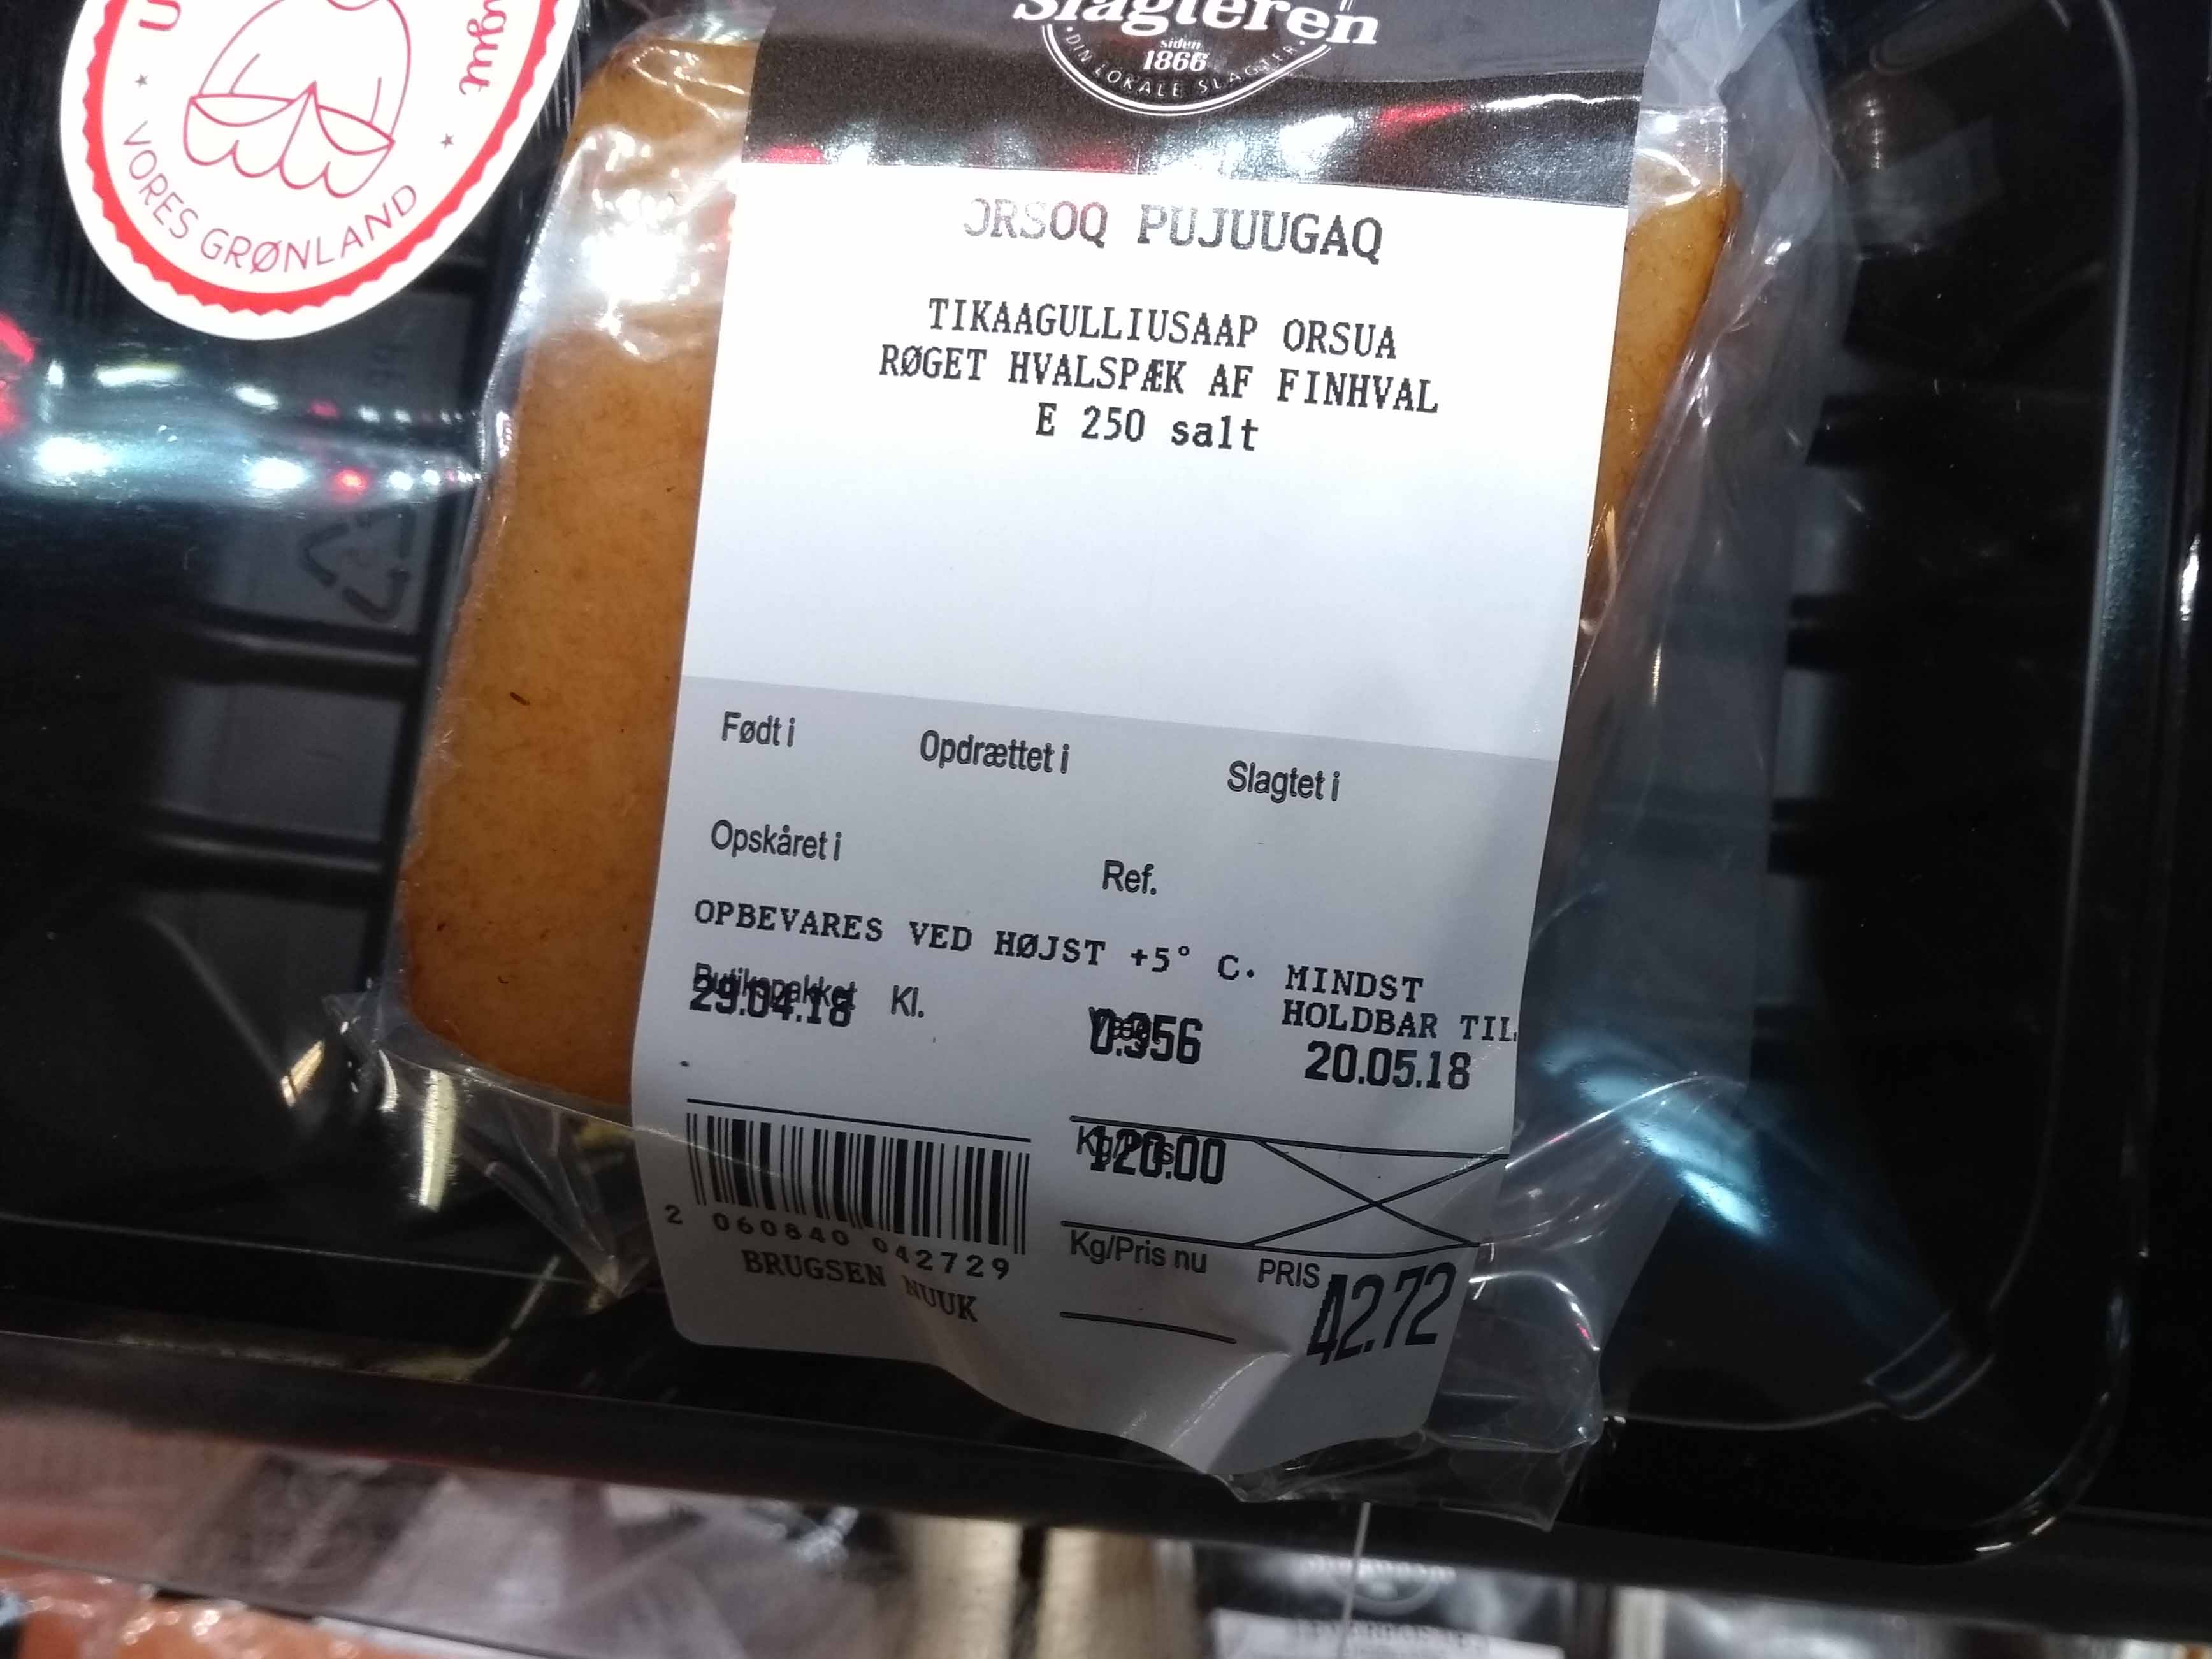 VORES GRØNLAND
Slagteren
siden
1866
DIN LOKALE SLAGTER
ORSOQ PUJUUGAQ
TIKAAGULLIUSAAP ORSUA
RØGET HVALSPÆK AF FINHVAL
E 250 salt
Født i Opdrættet i Slagtet i
Opskåret i Ref.
OPBEVARES VED HØJST +5° C. MINDST
HOLDBAR TIL
Butikspakket Kl.
29.04.18 0.356 20.05.18
Kg/Pris
120.00
2 060840 042729
BRUGSEN NUUK
Kg/Pris nu PRIS 42.72